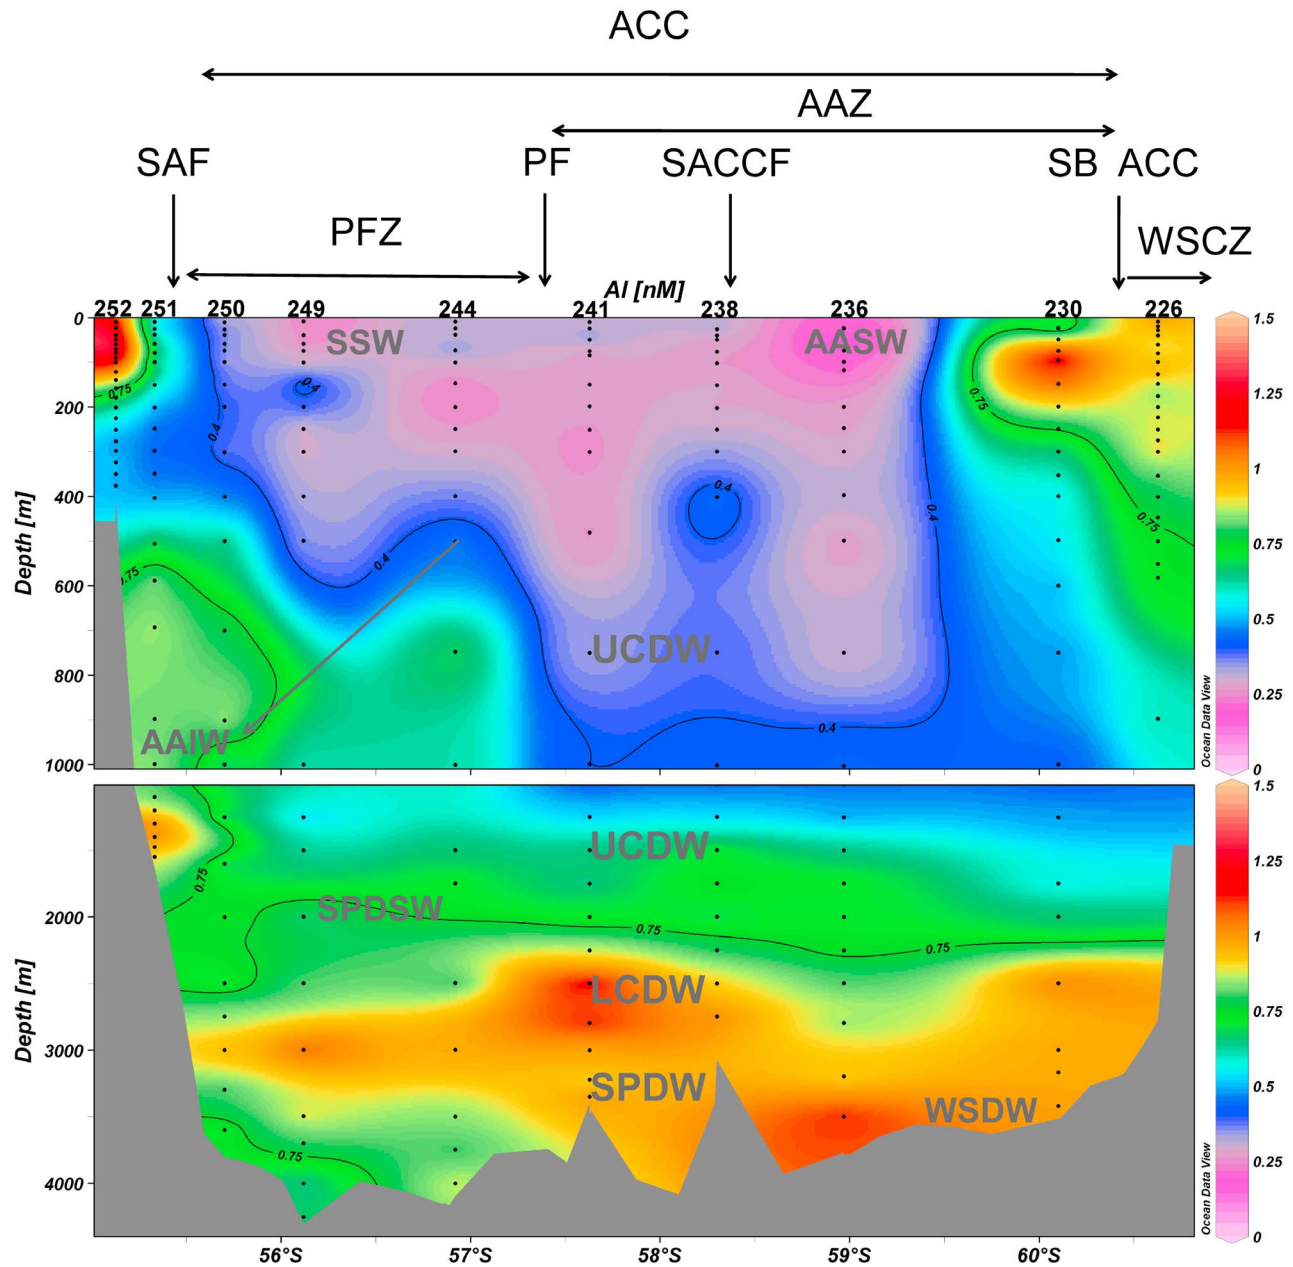 ACC
AAZ
SAF PF SACCF SB ACC
PFZ WSCZ
Al [nM]
252 251 250 249 244 241 238 236 230 226
0 SSW AASW 1.5
0.4
0.75 0.75 1.25
200
0.4 1
400 0.4
0.4 0.75 0.75
0.4
.75
600 0.5
UCDW
800 0.25
AAIW 0.4
1000 0
Depth [m]
Ocean Data View
1.5
UCDW 1.25
0.75
SPDSW
2000 0.75 0.75 1
LCDW
0.75
3000
SPDW 0.5
WSDW
0.75 0.25
4000
0
Depth [m]
Ocean Data View
56°S 57°S 58°S 59°S 60°S